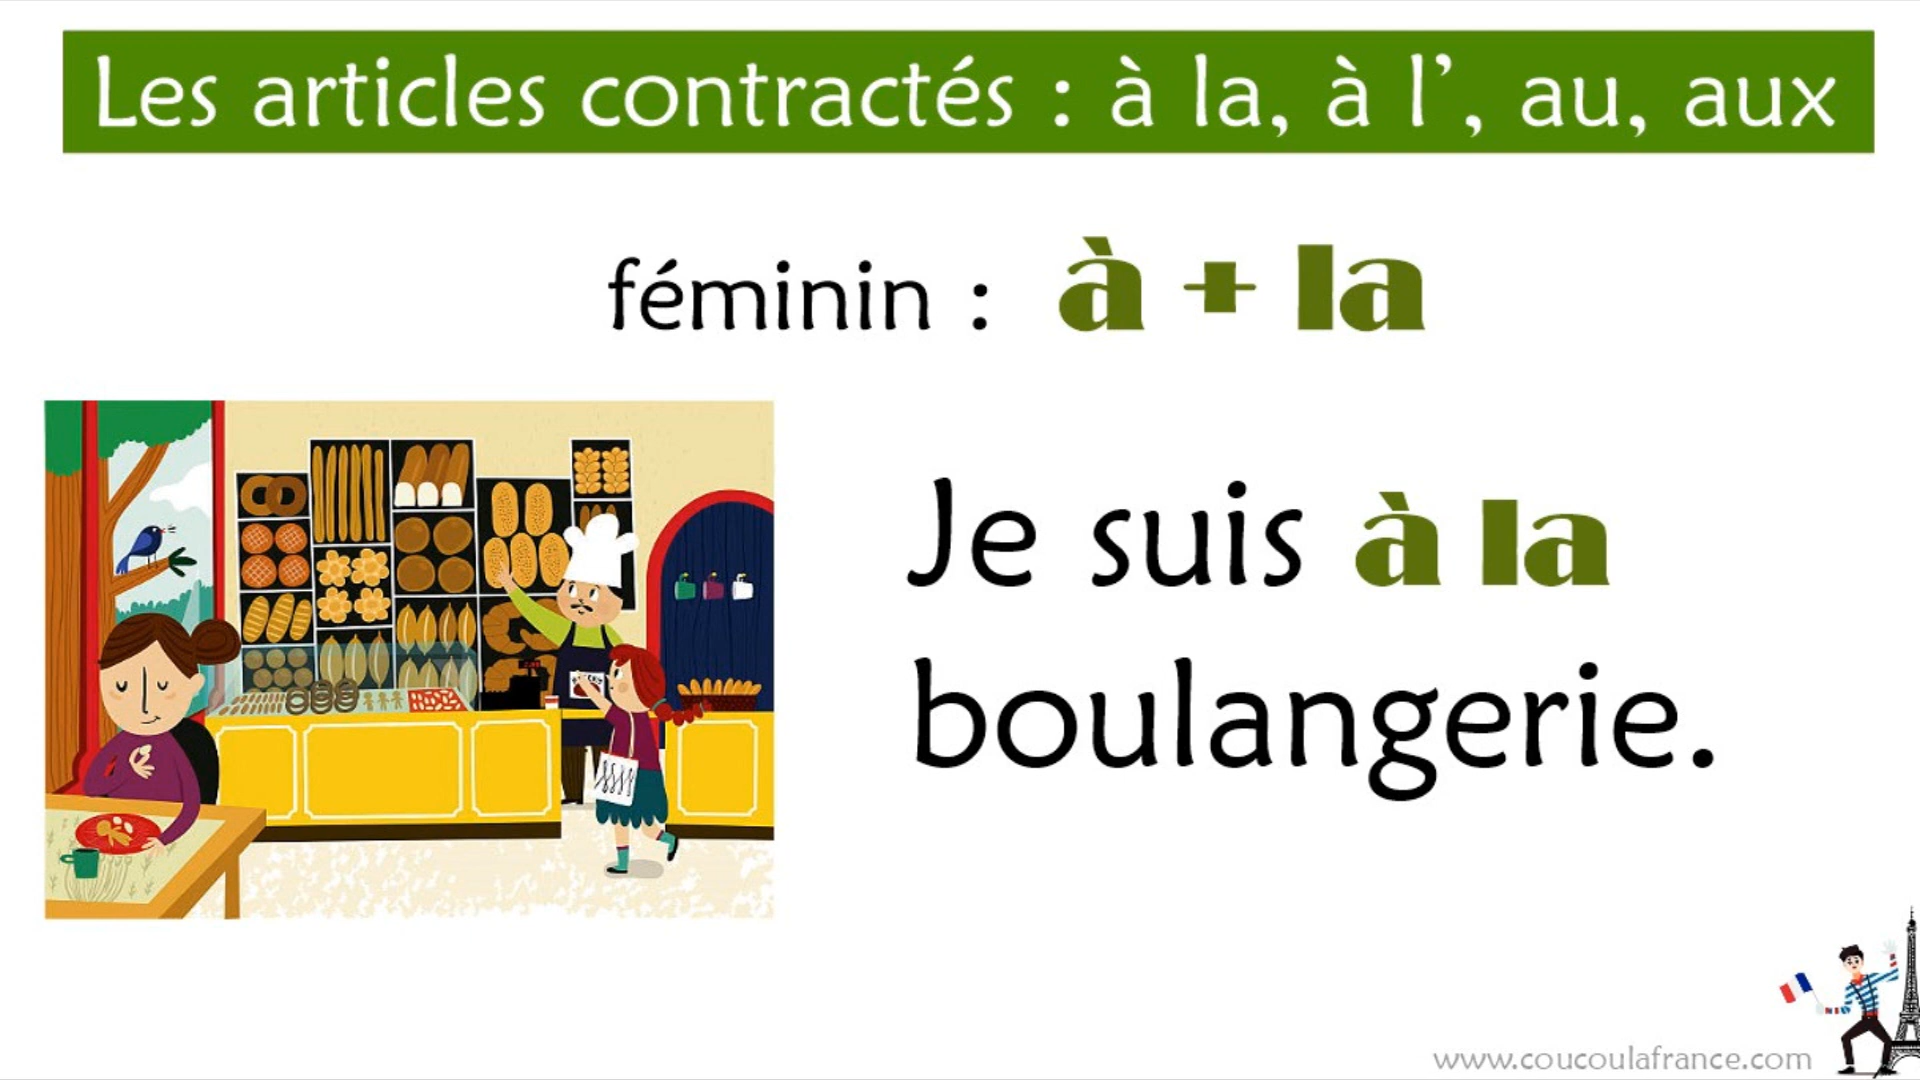 Les articles contractés : à la, à l’, au, aux
féminin : à + la
Je suis à la
boulangerie.
www.coucoulafrance.com